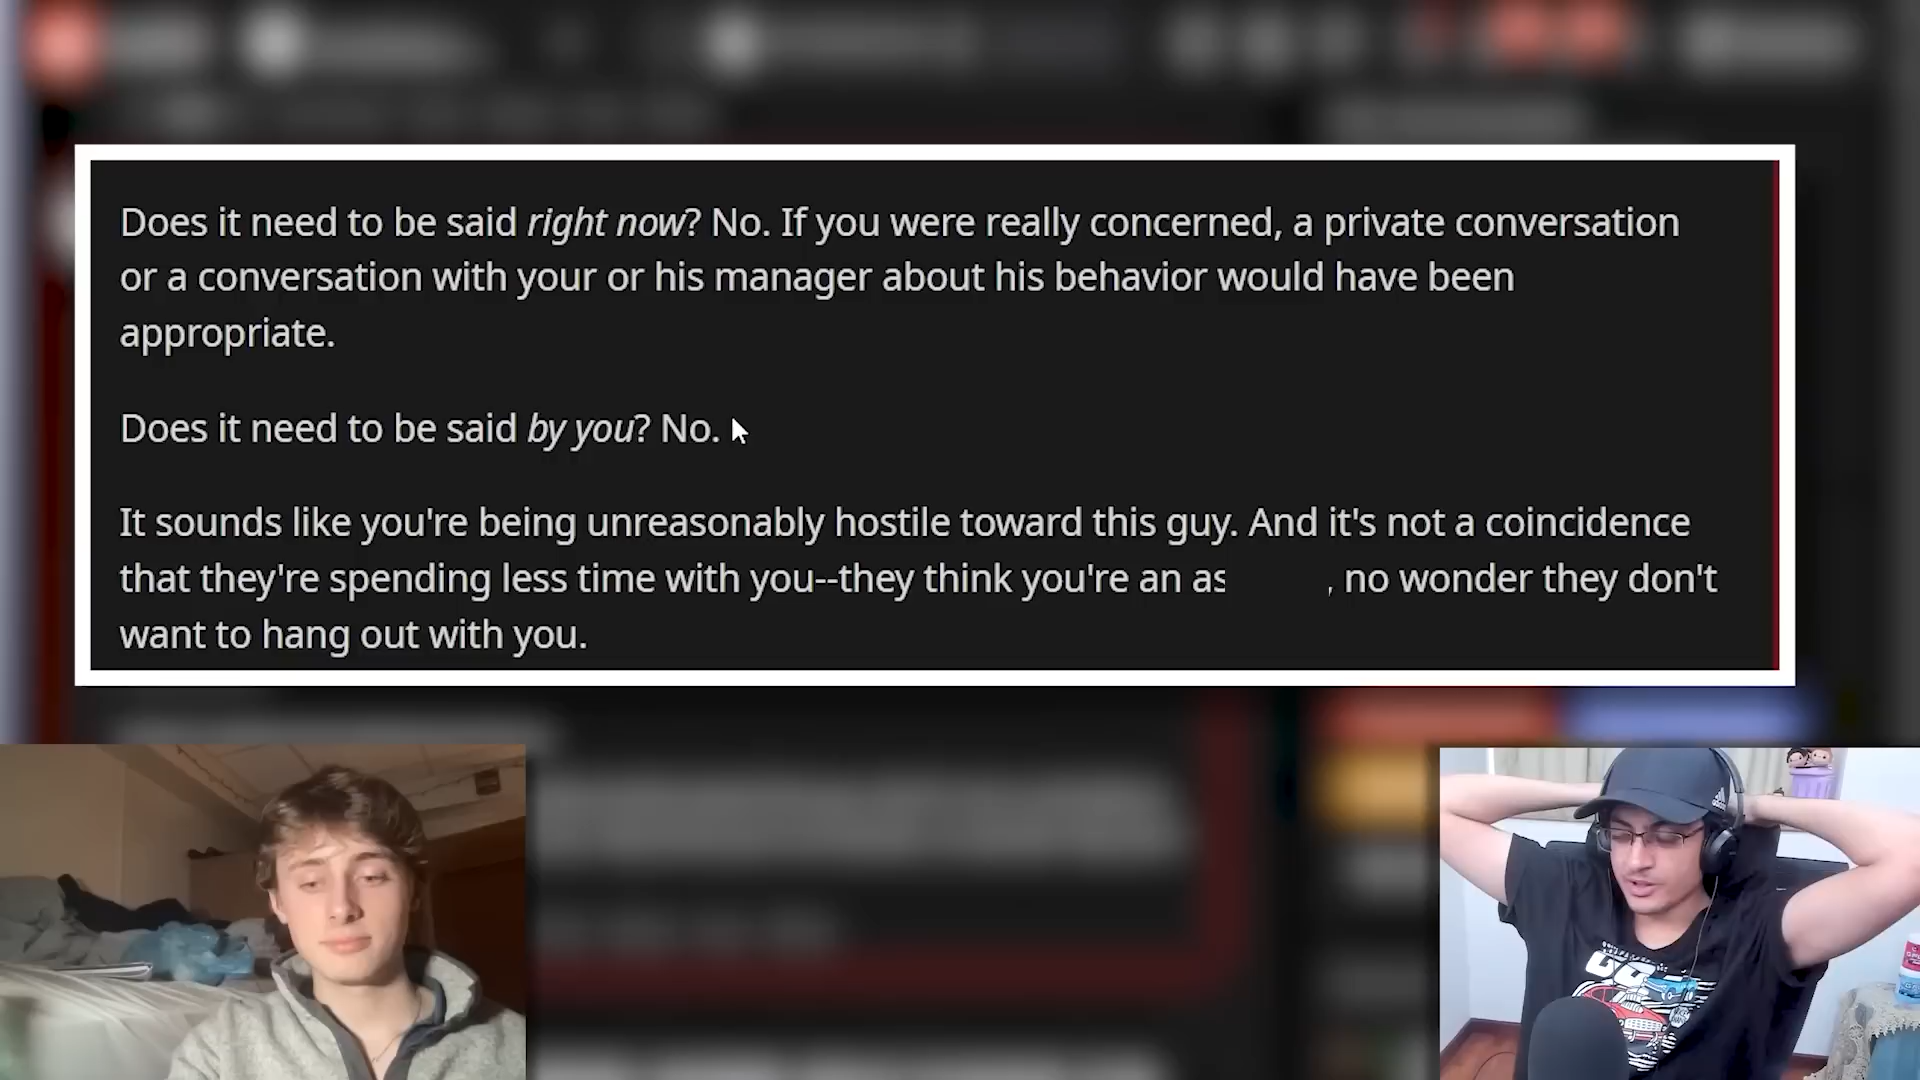 Does it need to be said right now? No. If you were really concerned, a private conversation
or a conversation with your or his manager about his behavior would have been
appropriate.
Does it need to be said by you? No.
It sounds like you're being unreasonably hostile toward this guy. And it's not a coincidence
that they're spending less time with you--they think you're an as , no wonder they don't
want to hang out with you.